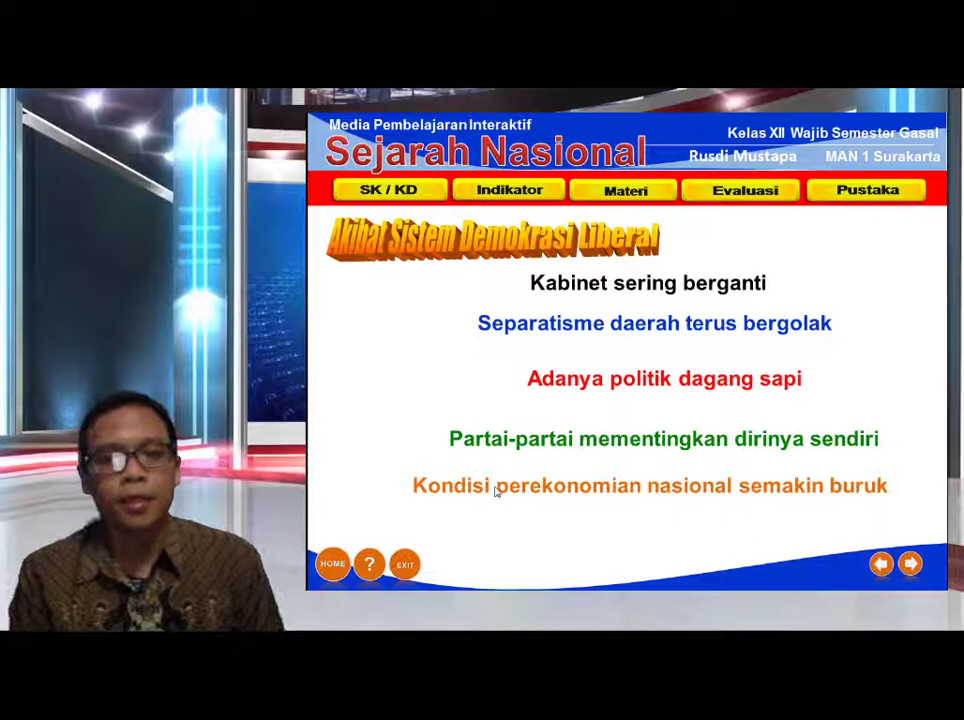 Media Pembelajaran Interaktif
Sejarah Nasional
Kelas XII Wajib Semester Gasal
Rusdi Mustapa MAN 1 Surakarta
SK / KD Indikator Materi Evaluasi Pustaka
Akibat Sistem Demokrasi Liberal
Kabinet sering berganti
Separatisme daerah terus bergolak
Adanya politik dagang sapi
Partai-partai mementingkan dirinya sendiri
Kondisi perekonomian nasional semakin buruk
HOME ? EXIT